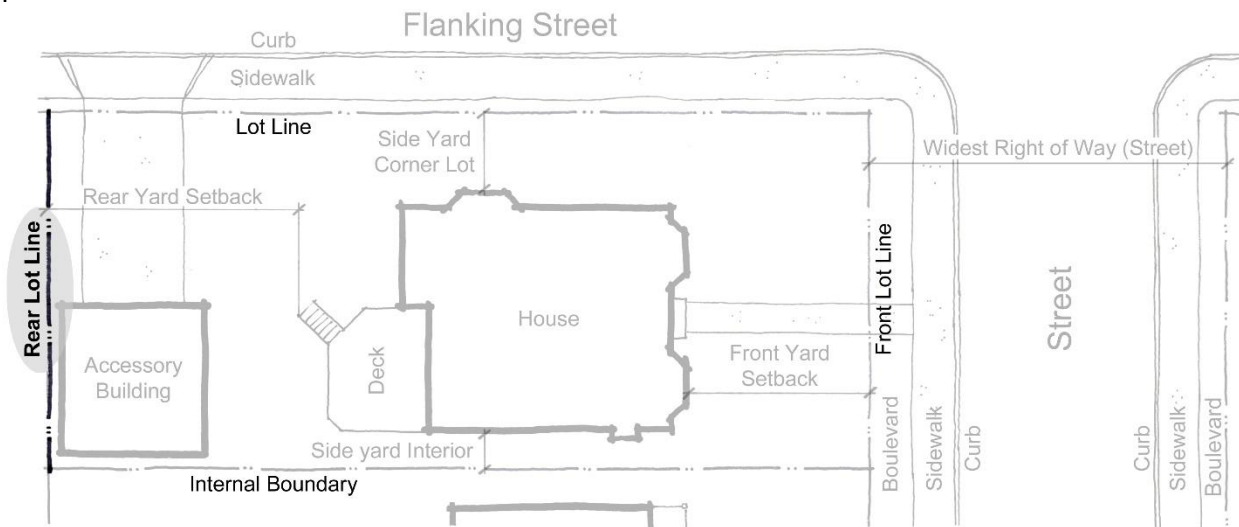 Flanking Street
Curb
Sidewalk
Lot Line
Side Yard
Corner Lot
Widest Right of Way (Street)
Rear Yard Setback
Rear Lot Line
House
Front Lot Line
Street
Accessory
Building
Deck
Front Yard
Setback
Side yard Interior
Internal Boundary
Boulevard
Sidewalk
Curb
Curb
Sidewalk
Boulevard